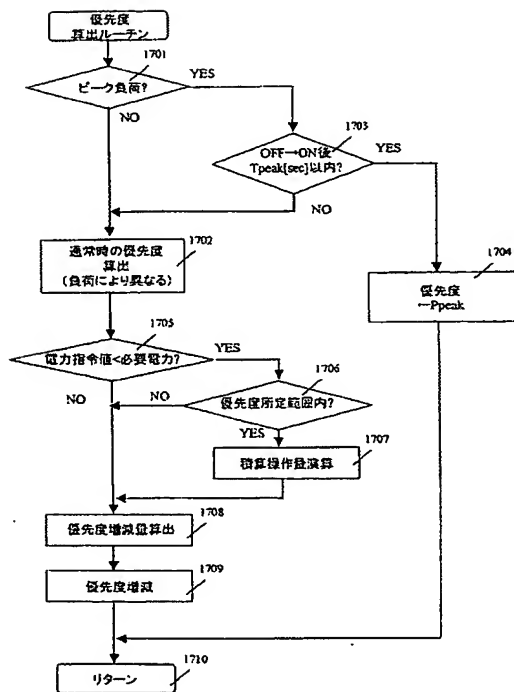 優先度
算出ルーチン
1701
ピーク負荷?
YES
NO
1703
OFF→ON後
Tpeak[sec]以内?
YES
NO
1702
通常時の優先度
算出
(負荷により異なる)
1704
優先度
←Ppeak
1705
電力指令値<必要電力?
YES
NO
1706
優先度所定範囲内?
NO
YES
1707
積算操作量演算
1708
優先度増減量算出
1709
優先度増減
リターン
1710